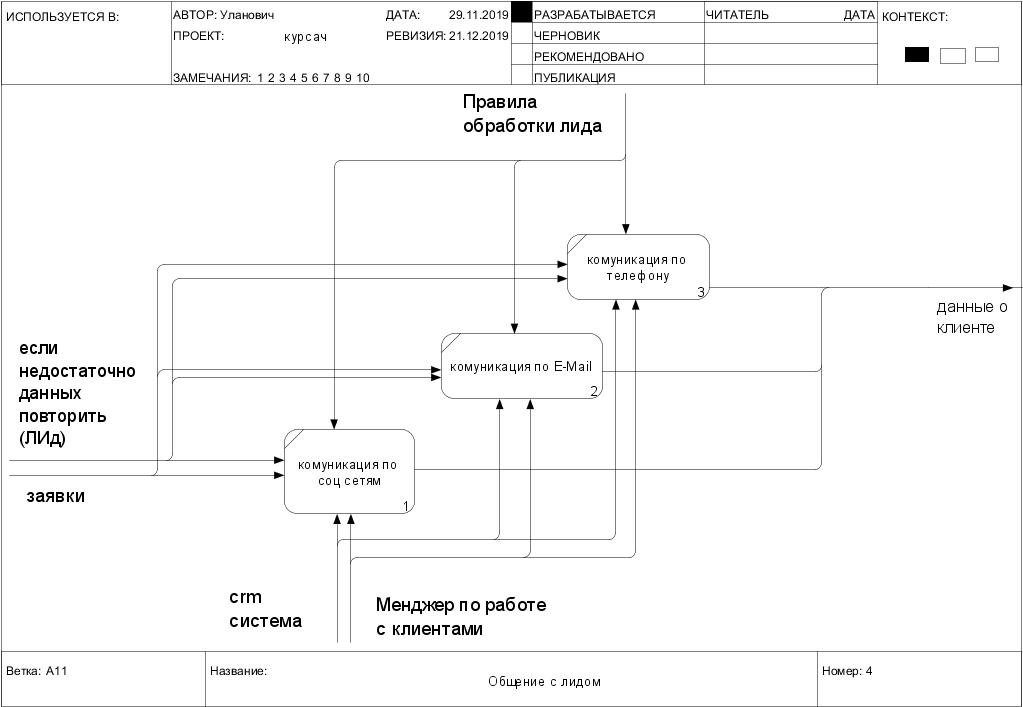 ИСПОЛЬЗУЕТСЯ В:
АВТОР: Уланович
ДАТА: 29.11.2019
РАЗРАБАТЫВАЕТСЯ
ЧИТАТЕЛЬ
ДАТА
КОНТЕКСТ:
ПРОЕКТ: курсач
РЕВИЗИЯ: 21.12.2019
ЧЕРНОВИК
РЕКОМЕНДОВАНО
ЗАМЕЧАНИЯ: 1 2 3 4 5 6 7 8 9 10
ПУБЛИКАЦИЯ
Правила
обработки лида
комуникация по
телефону
3
данные о
клиенте
если
недостаточно
данных
повторить
(ЛИд)
комуникация по E-Mail
2
комуникация по
соц сетям
1
заявки
crm
система
Менджер по работе
с клиентами
Ветка: А11
Название:
Общение с лидом
Номер: 4